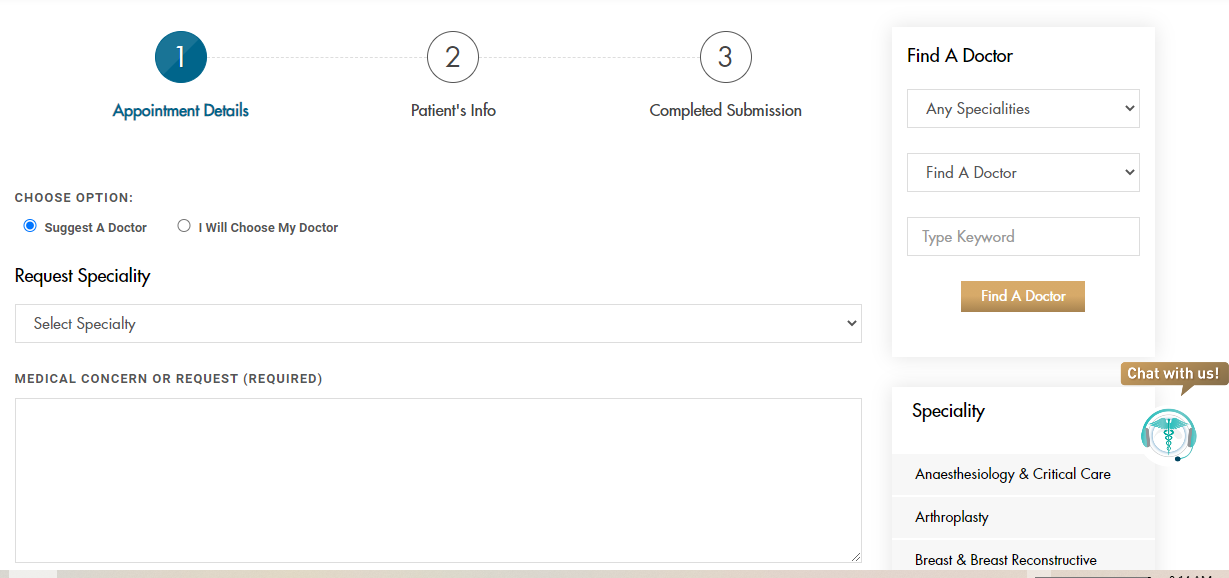 1
2
3
Appointment Details
Patient's Info
Completed Submission
CHOOSE OPTION:
Suggest A Doctor
I Will Choose My Doctor
Request Speciality
Select Specialty
MEDICAL CONCERN OR REQUEST (REQUIRED)
Find A Doctor
Any Specialities
Find A Doctor
Type Keyword
Find A Doctor
Chat with us!
Speciality
Anaesthesiology & Critical Care
Arthroplasty
Breast & Breast Reconstructive